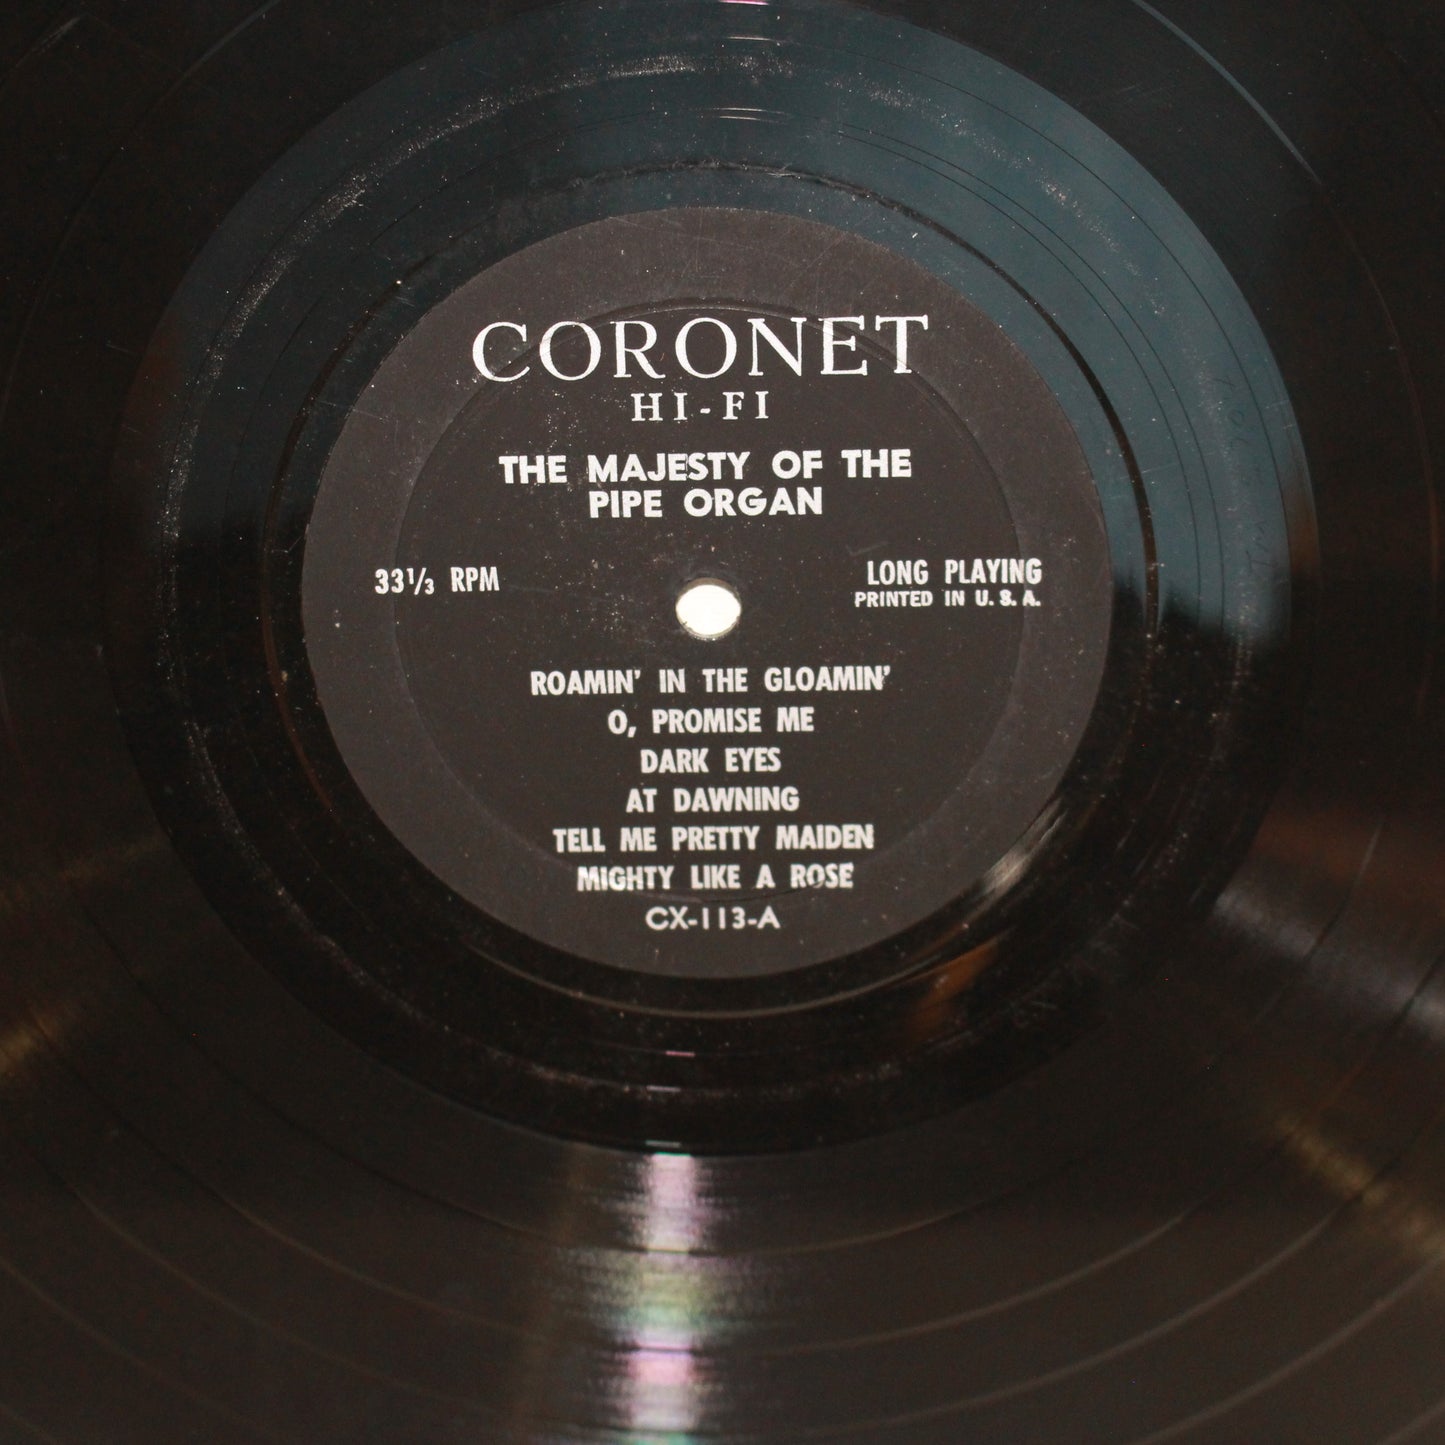 CORONET
HI-FI
THE MAJESTY OF THE
PIPE ORGAN
33⅓ RPM
LONG PLAYING
PRINTED IN U. S. A.
ROAMIN' IN THE GLOAMIN'
O, PROMISE ME
DARK EYES
AT DAWNING
TELL ME PRETTY MAIDEN
MIGHTY LIKE A ROSE
CX-113-A